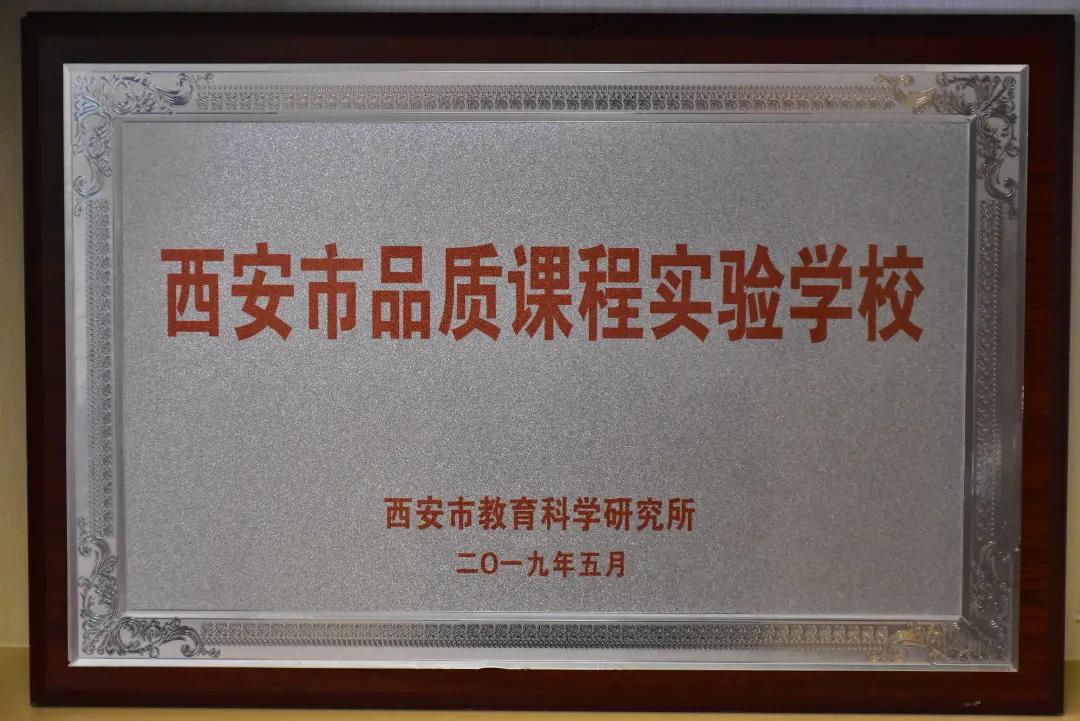 西安市品质课程实验学校
西安市教育科学研究所
二〇一九年五月